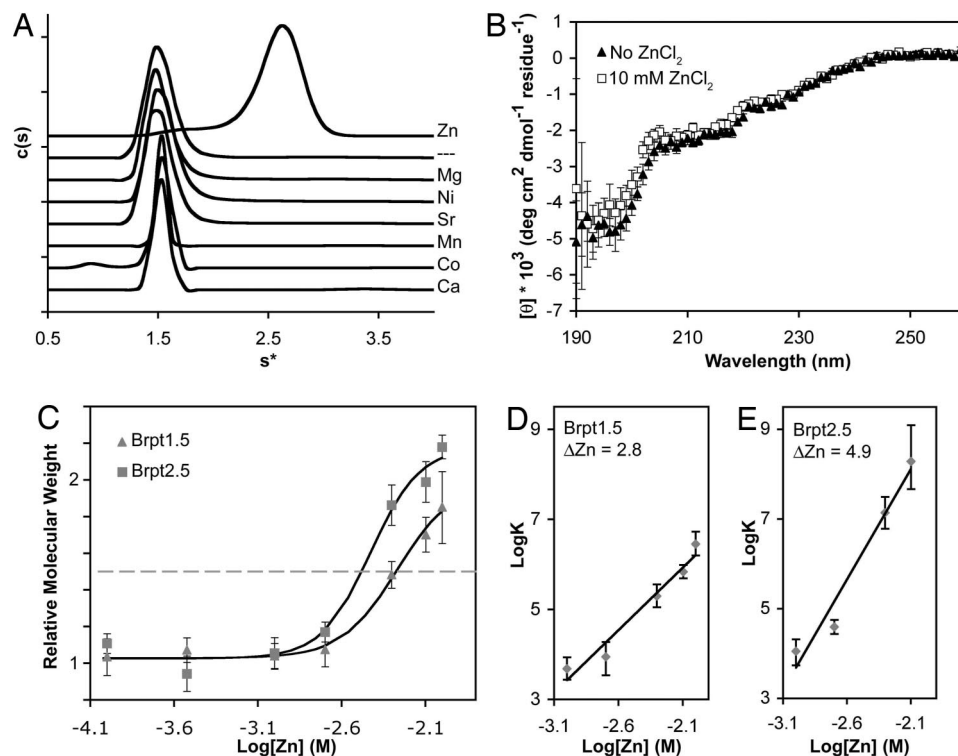 A
c(s)
Zn
---
Mg
Ni
Sr
Mn
Co
Ca
0.5 1.5 2.5 3.5
s*
B
▲ No ZnCl₂
□ 10 mM ZnCl₂
1
0
-1
-2
-3
-4
-5
-6
-7
[θ] * 10³ (deg cm2 dmol⁻¹ residue⁻¹)
190 210 230 250
Wavelength (nm)
C
Brpt1.5
Brpt2.5
2
1
Relative Molecular Weight
-4.1 -3.6 -3.1 -2.6 -2.1
Log[Zn] (M)
D
Brpt1.5
ΔZn = 2.8
9
7
5
3
LogK
-3.1 -2.6 -2.1
Log[Zn] (M)
E
Brpt2.5
ΔZn = 4.9
9
7
5
3
LogK
-3.1 -2.6 -2.1
Log[Zn] (M)